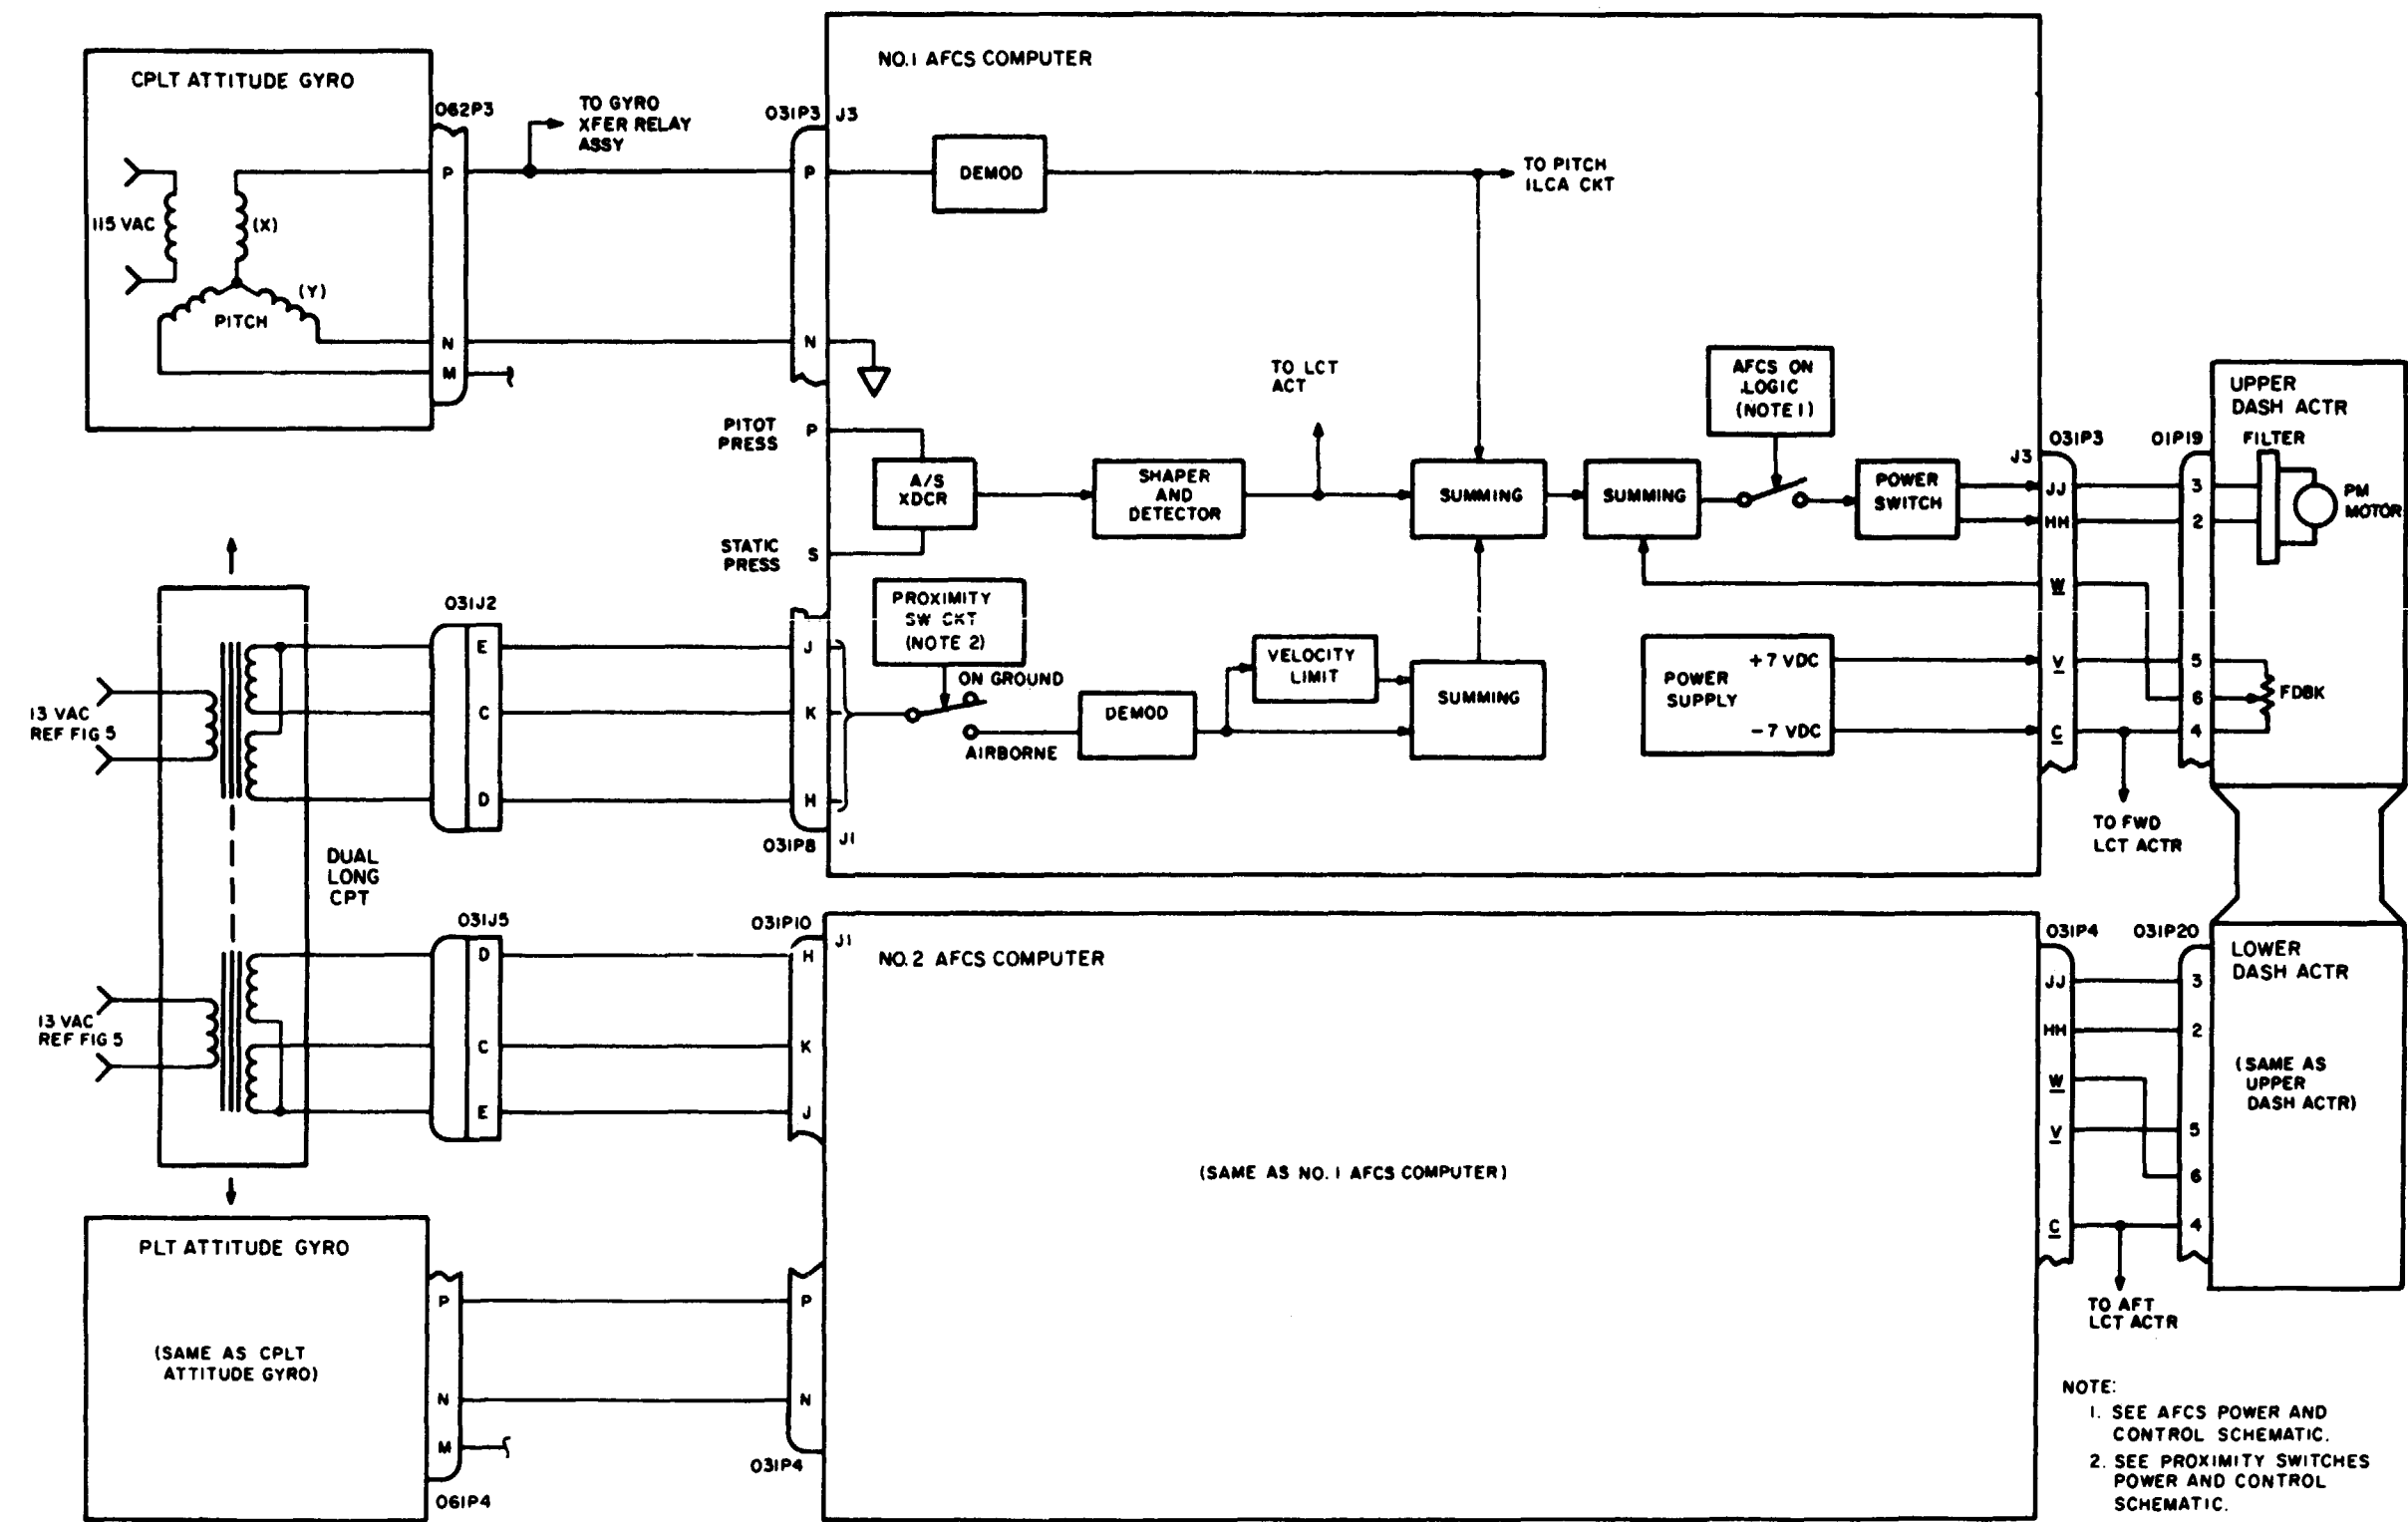 CPLT ATTITUDE GYRO
062P3
TO GYRO
XFER RELAY
ASSY
031P3
J3
NO.1 AFCS COMPUTER
P
P
DEMOD
TO PITCH
ILCA CKT
115 VAC
(X)
(Y)
PITCH
N
M
N
PITOT
PRESS
P
A/S
XDCR
STATIC
PRESS
S
SHAPER
AND
DETECTOR
TO LCT
ACT
SUMMING
SUMMING
AFCS ON
LOGIC
(NOTE 1)
POWER
SWITCH
J3
031P3
JJ
HH
W
V
C
01P19
3
2
5
6
4
UPPER
DASH ACTR
FILTER
PM
MOTOR
FDBK
TO FWD
LCT ACTR
13 VAC
REF FIG 5
031J2
E
C
D
J
K
H
031P8
J1
PROXIMITY
SW CKT
(NOTE 2)
ON GROUND
AIRBORNE
DEMOD
VELOCITY
LIMIT
SUMMING
POWER
SUPPLY
+7 VDC
-7 VDC
DUAL
LONG
CPT
13 VAC
REF FIG 5
031J5
D
C
E
031P10
J1
H
K
J
NO. 2 AFCS COMPUTER
(SAME AS NO. 1 AFCS COMPUTER)
031P4
JJ
HH
W
V
C
031P20
3
2
5
6
4
LOWER
DASH ACTR
(SAME AS
UPPER
DASH ACTR)
TO AFT
LCT ACTR
PLT ATTITUDE GYRO
(SAME AS CPLT
ATTITUDE GYRO)
P
N
M
061P4
P
N
031P4
NOTE:
1. SEE AFCS POWER AND
CONTROL SCHEMATIC.
2. SEE PROXIMITY SWITCHES
POWER AND CONTROL
SCHEMATIC.